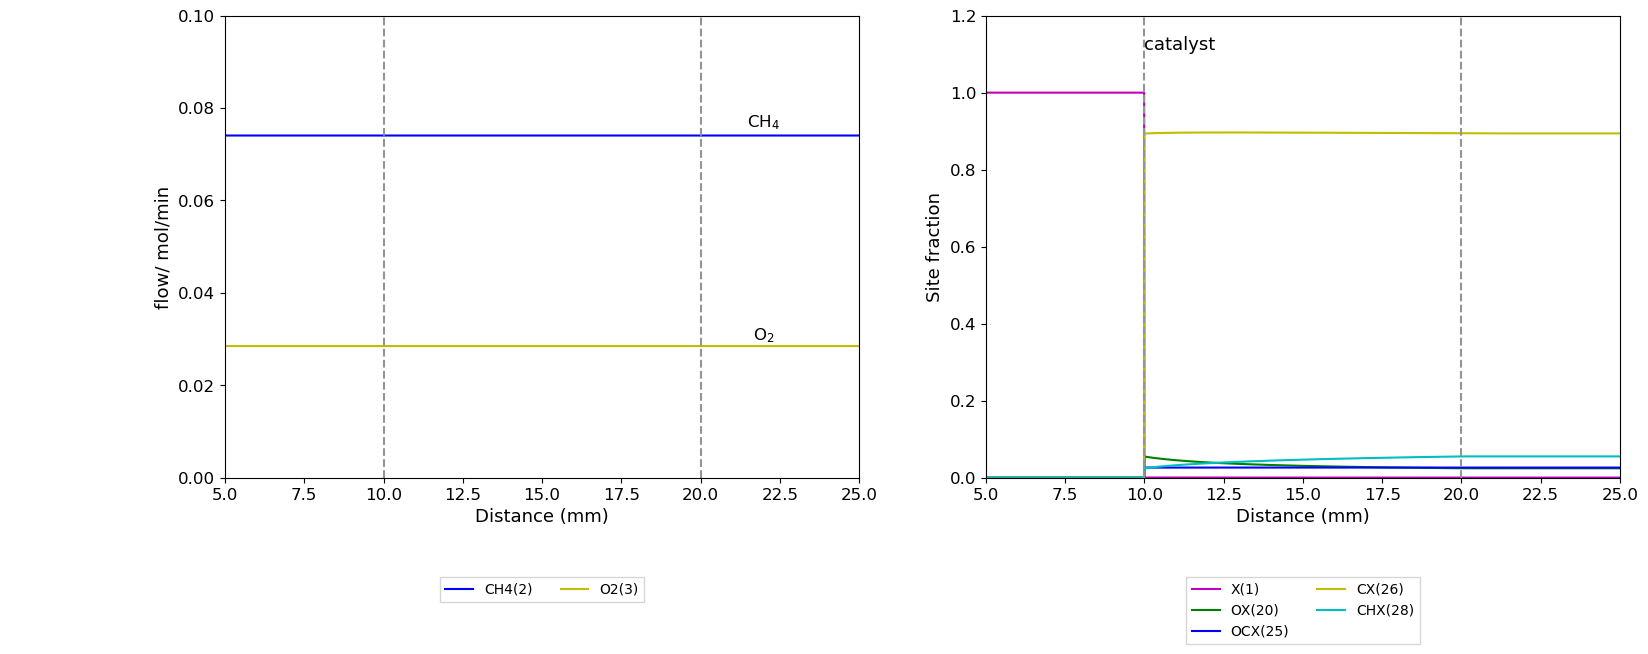 0.10
0.08
0.06
0.04
0.02
0.00
flow/ mol/min
CH4
O2
5.0 7.5 10.0 12.5 15.0 17.5 20.0 22.5 25.0
Distance (mm)
CH4(2) O2(3)
1.2
1.0
0.8
0.6
0.4
0.2
0.0
Site fraction
catalyst
5.0 7.5 10.0 12.5 15.0 17.5 20.0 22.5 25.0
Distance (mm)
X(1) CX(26)
OX(20) CHX(28)
OCX(25)